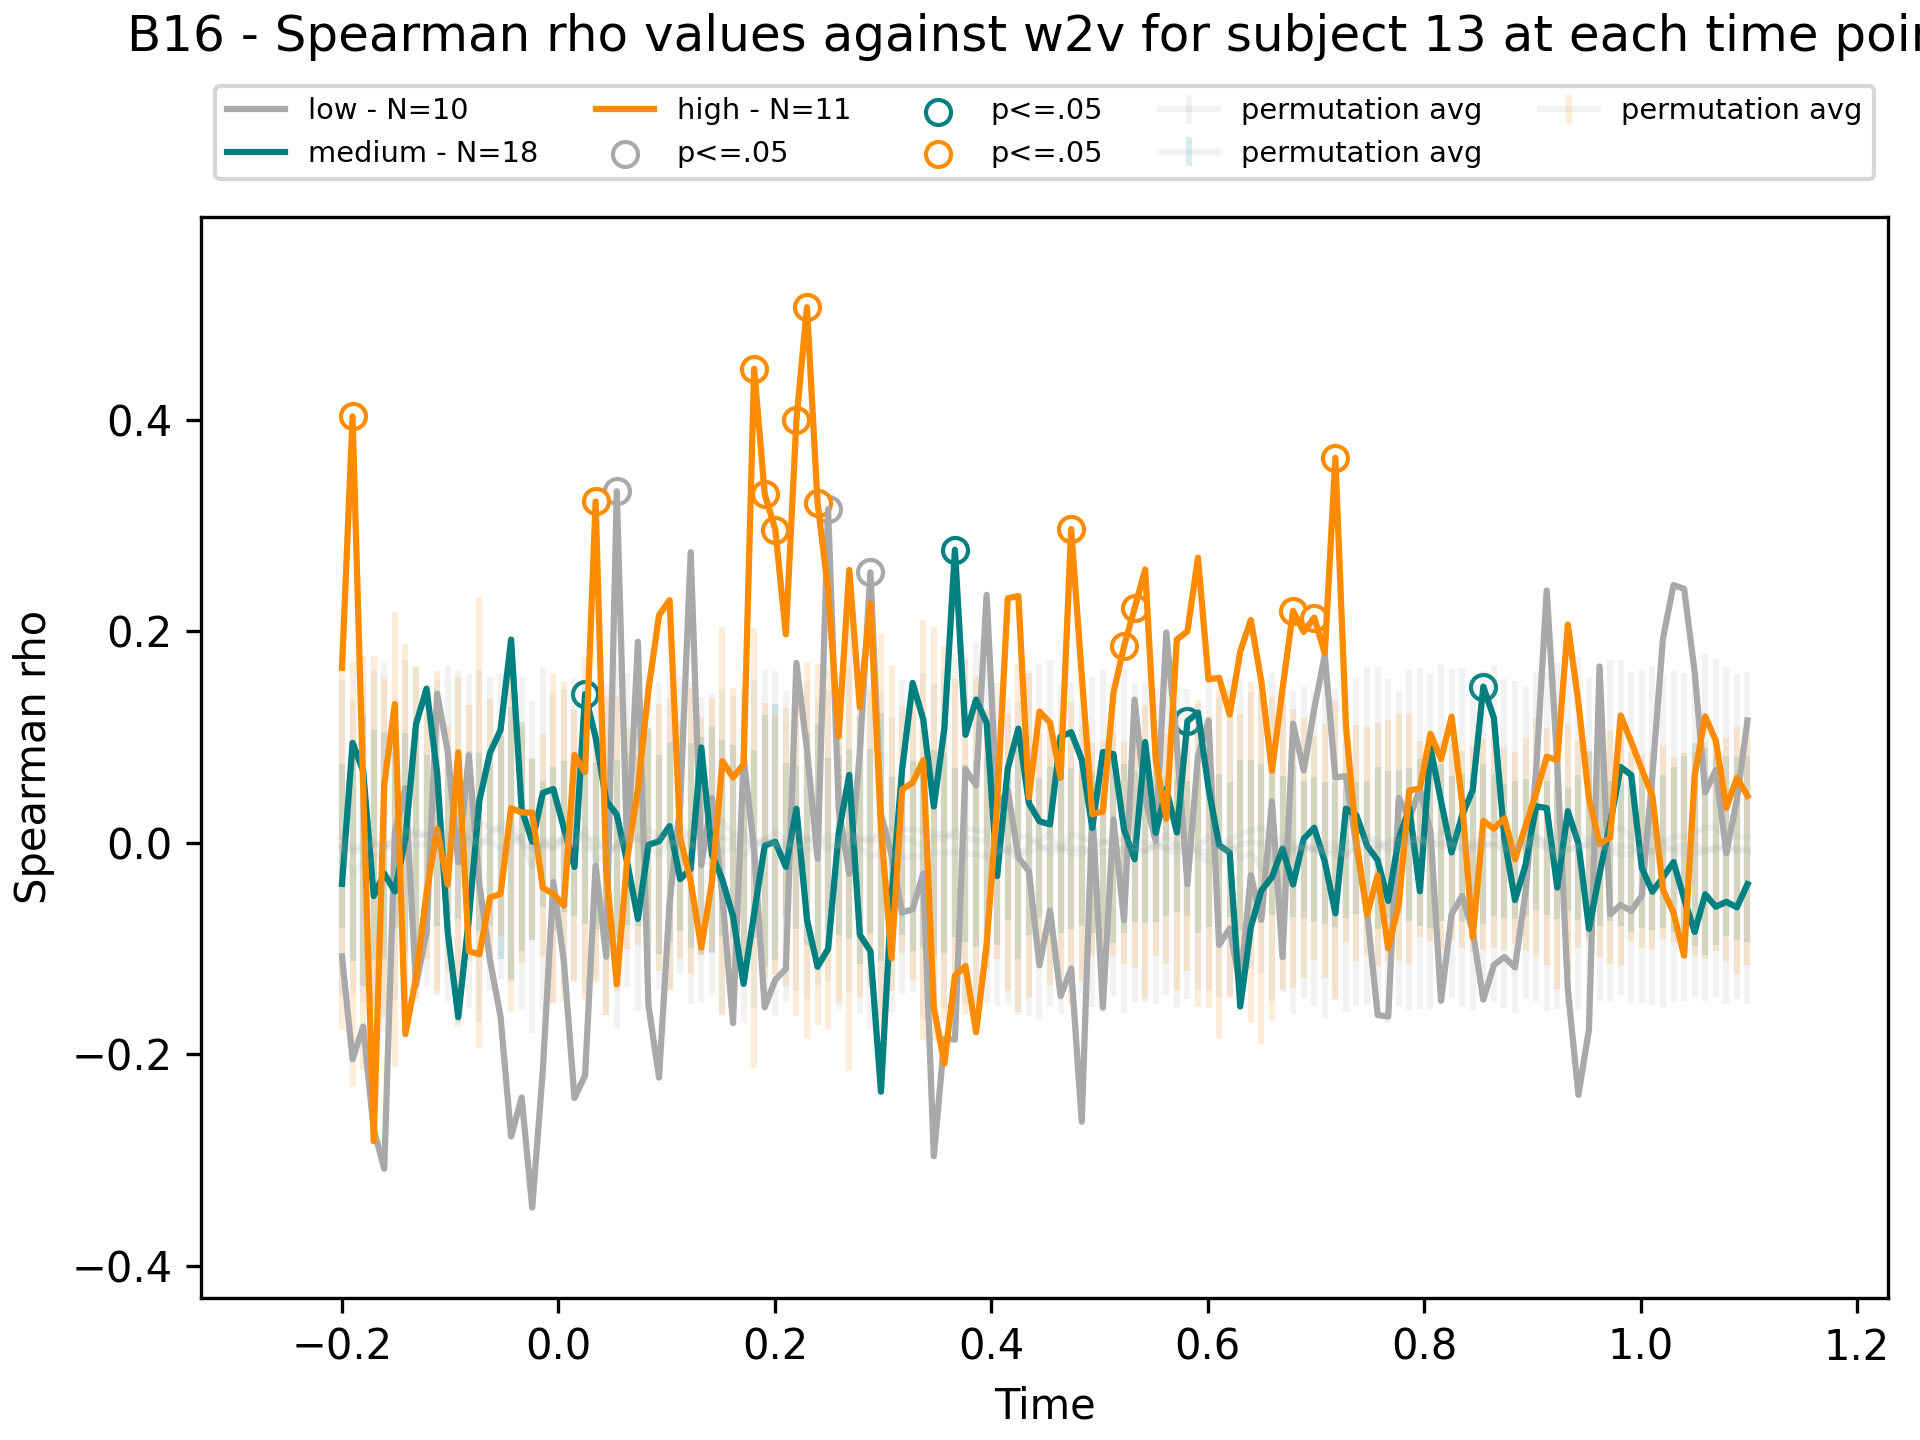 B16 - Spearman rho values against w2v for subject 13 at each time poi
low - N=10 high - N=11 p<=.05 permutation avg permutation avg
medium - N=18 p<=.05 p<=.05 permutation avg
0.4
0.2
0.0
−0.2
−0.4
Spearman rho
−0.2 0.0 0.2 0.4 0.6 0.8 1.0 1.2
Time